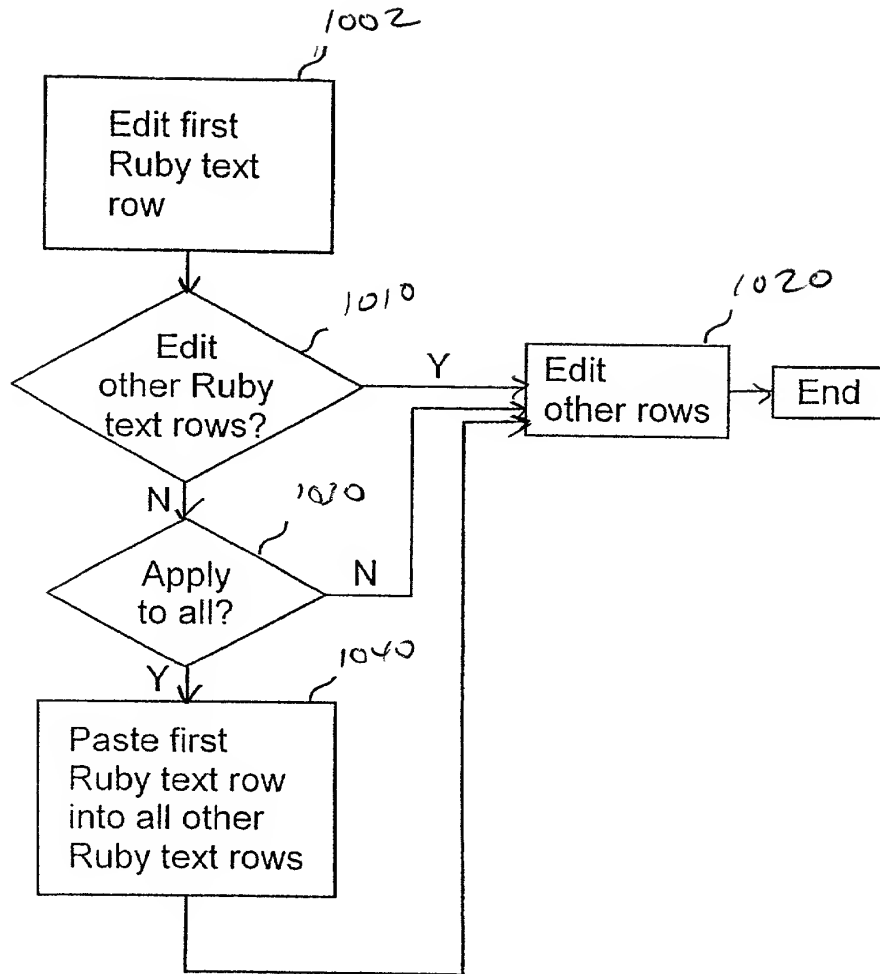 1002
Edit first
Ruby text
row
1010
Edit
other Ruby
text rows?
Y
1020
Edit
other rows
End
N
1030
Apply
to all?
N
Y
1040
Paste first
Ruby text row
into all other
Ruby text rows